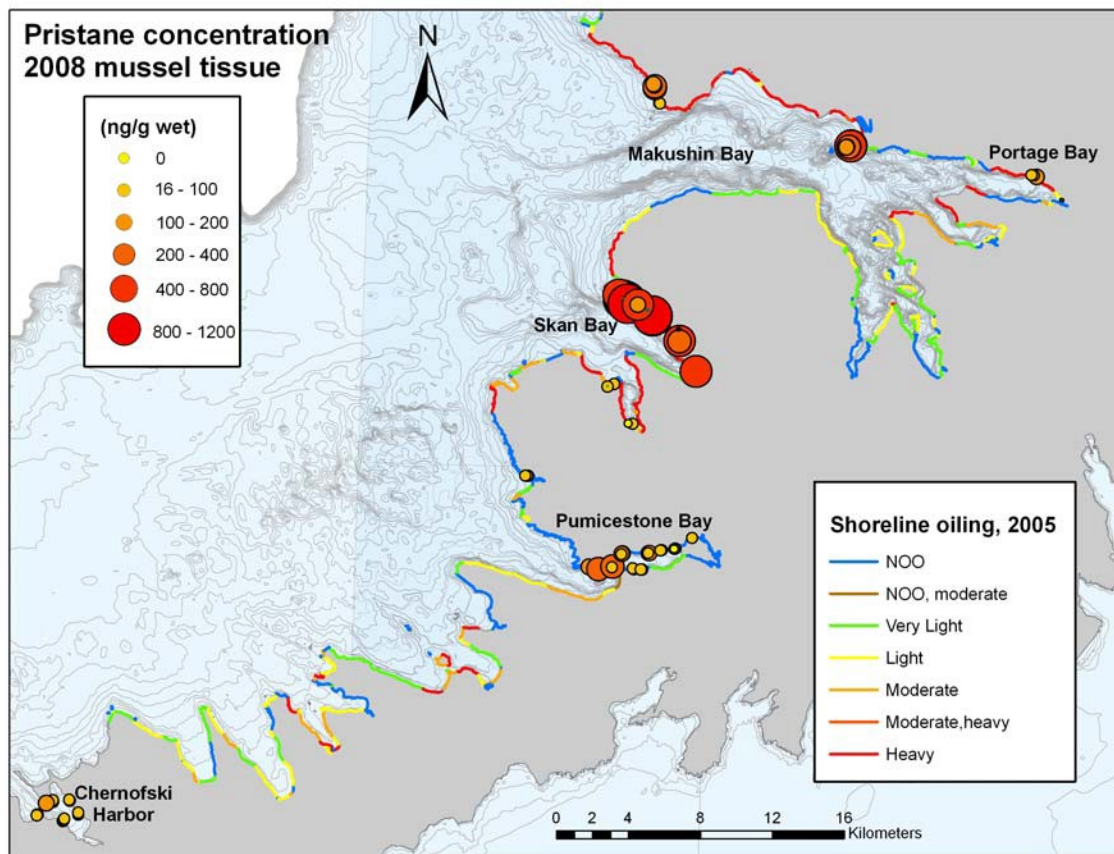 Pristane concentration
2008 mussel tissue
N
(ng/g wet)
0
16 - 100
100 - 200
200 - 400
400 - 800
800 - 1200
Makushin Bay
Portage Bay
Skan Bay
Pumicestone Bay
Chernofski
Harbor
Shoreline oiling, 2005
NOO
NOO, moderate
Very Light
Light
Moderate
Moderate,heavy
Heavy
0 2 4 8 12 16
Kilometers